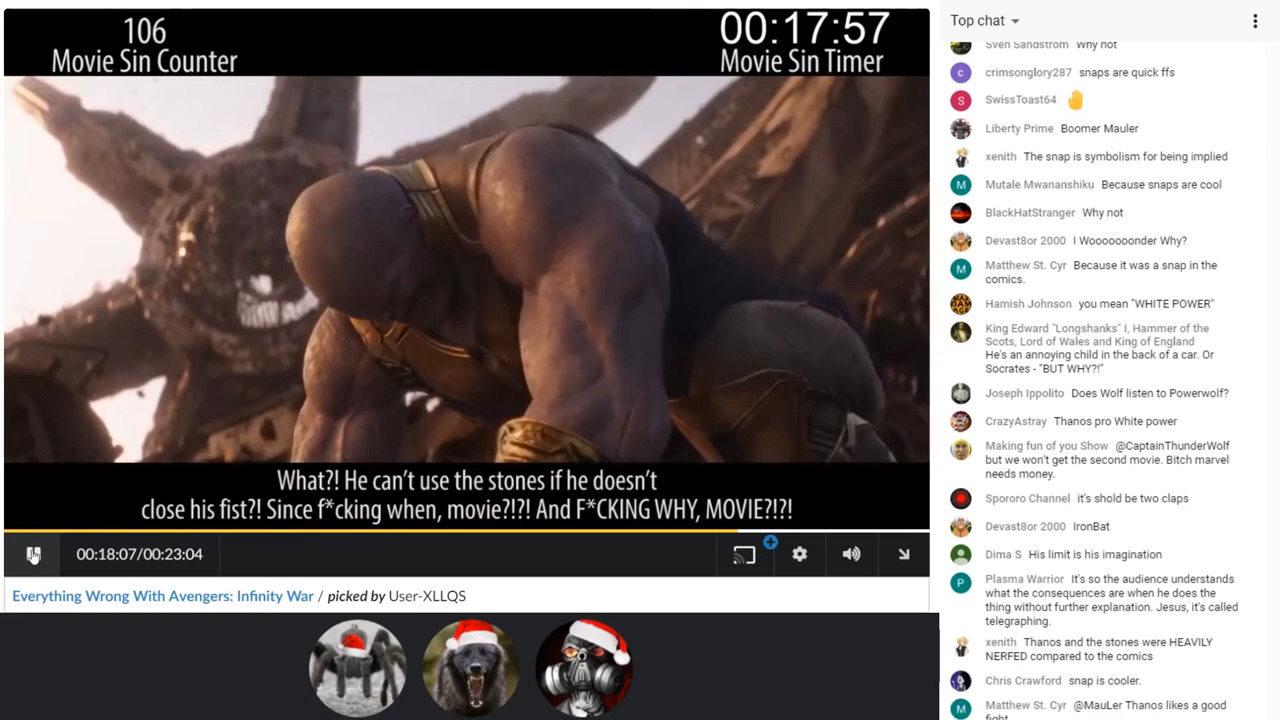 106
Movie Sin Counter
00:17:57
Movie Sin Timer
What?! He can't use the stones if he doesn't
close his fist?! Since f*cking when, movie?!?! And F*CKING WHY, MOVIE?!?!
00:18:07/00:23:04
Everything Wrong With Avengers: Infinity War / picked by User-XLLQS
Top chat
Sven Sandstrom Why not
crimsonglory287 snaps are quick ffs
SwissToast64
Liberty Prime Boomer Mauler
xenith The snap is symbolism for being implied
M Mutale Mwananshiku Because snaps are cool
BlackHatStranger Why not
Devast8or 2000 I Wooooooonder Why?
M Matthew St. Cyr Because it was a snap in the
comics.
Hamish Johnson you mean "WHITE POWER"
King Edward "Longshanks" I, Hammer of the
Scots, Lord of Wales and King of England
He's an annoying child in the back of a car. Or
Socrates - "BUT WHY?!"
Joseph Ippolito Does Wolf listen to Powerwolf?
CrazyAstray Thanos pro White power
Making fun of you Show @CaptainThunderWolf
but we won't get the second movie. Bitch marvel
needs money.
Spororo Channel it's shold be two claps
Devast8or 2000 IronBat
Dima S His limit is his imagination
P Plasma Warrior It's so the audience understands
what the consequences are when he does the
thing without further explanation. Jesus, it's called
telegraphing.
xenith Thanos and the stones were HEAVILY
NERFED compared to the comics
Chris Crawford snap is cooler.
M Matthew St. Cyr @MauLer Thanos likes a good
fight